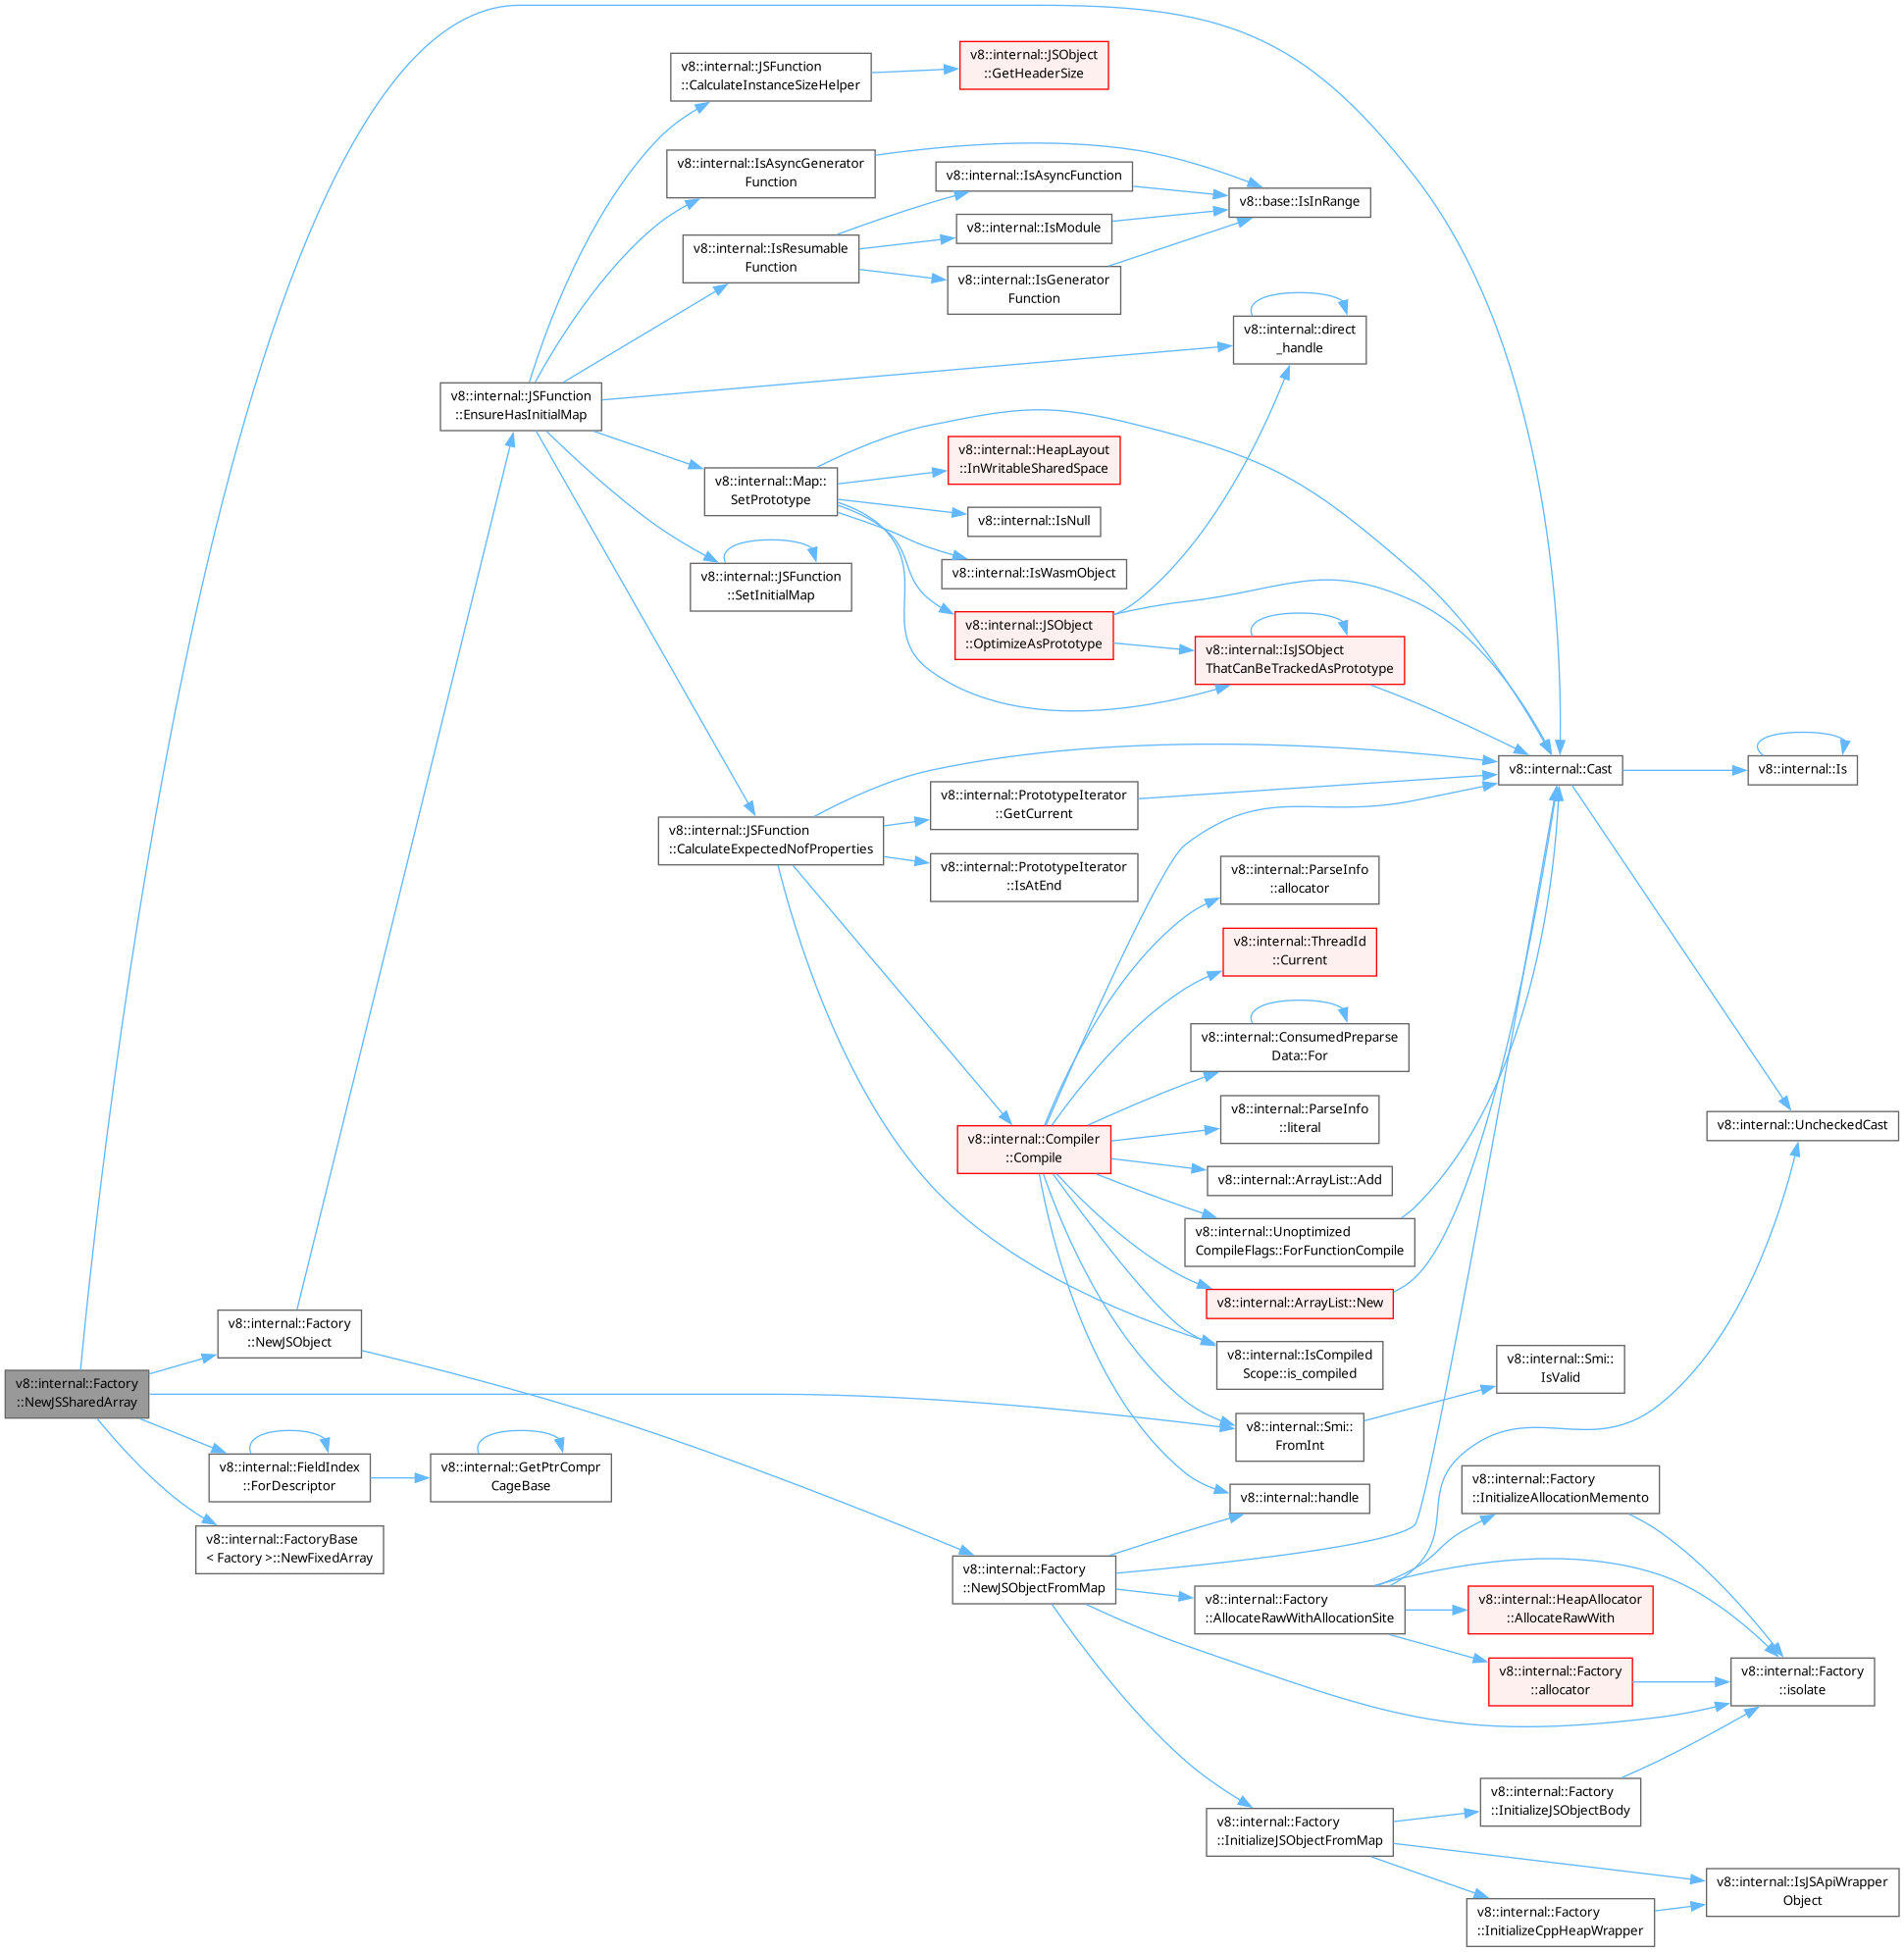 v8::internal::JSObject
::GetHeaderSize
v8::internal::JSFunction
::CalculateInstanceSizeHelper
v8::internal::IsAsyncGenerator
Function
v8::internal::IsAsyncFunction
v8::base::IsInRange
v8::internal::IsModule
v8::internal::IsResumable
Function
v8::internal::IsGenerator
Function
v8::internal::direct
_handle
v8::internal::JSFunction
::EnsureHasInitialMap
v8::internal::HeapLayout
::InWritableSharedSpace
v8::internal::Map::
SetPrototype
v8::internal::IsNull
v8::internal::IsWasmObject
v8::internal::JSFunction
::SetInitialMap
v8::internal::JSObject
::OptimizeAsPrototype
v8::internal::IsJSObject
ThatCanBeTrackedAsPrototype
v8::internal::Cast
v8::internal::Is
v8::internal::PrototypeIterator
::GetCurrent
v8::internal::JSFunction
::CalculateExpectedNofProperties
v8::internal::PrototypeIterator
::IsAtEnd
v8::internal::ParseInfo
::allocator
v8::internal::ThreadId
::Current
v8::internal::ConsumedPreparse
Data::For
v8::internal::ParseInfo
::literal
v8::internal::UncheckedCast
v8::internal::Compiler
::Compile
v8::internal::ArrayList::Add
v8::internal::Unoptimized
CompileFlags::ForFunctionCompile
v8::internal::ArrayList::New
v8::internal::Factory
::NewJSObject
v8::internal::IsCompiled
Scope::is_compiled
v8::internal::Smi::
IsValid
v8::internal::Factory
::NewJSSharedArray
v8::internal::Smi::
FromInt
v8::internal::FieldIndex
::ForDescriptor
v8::internal::GetPtrCompr
CageBase
v8::internal::handle
v8::internal::Factory
::InitializeAllocationMemento
v8::internal::FactoryBase
< Factory >::NewFixedArray
v8::internal::Factory
::NewJSObjectFromMap
v8::internal::Factory
::AllocateRawWithAllocationSite
v8::internal::HeapAllocator
::AllocateRawWith
v8::internal::Factory
::allocator
v8::internal::Factory
::isolate
v8::internal::Factory
::InitializeJSObjectBody
v8::internal::Factory
::InitializeJSObjectFromMap
v8::internal::IsJSApiWrapper
Object
v8::internal::Factory
::InitializeCppHeapWrapper